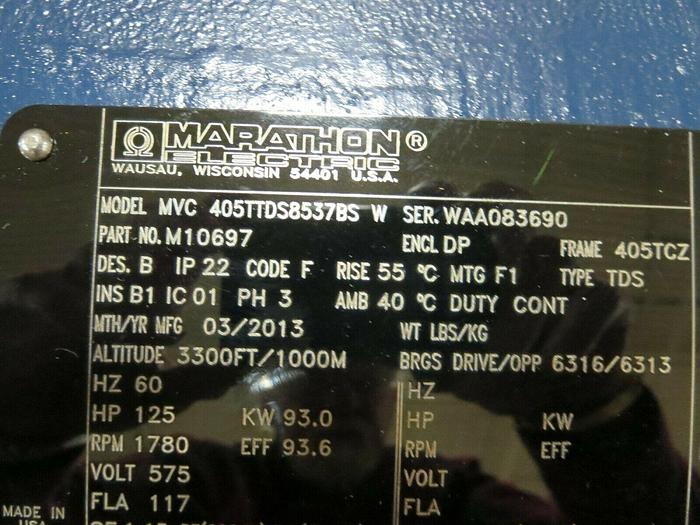 MARATHON ®
ELECTRIC
WAUSAU, WISCONSIN 54401 U.S.A.
MODEL MVC 405TTDS8537BS W SER. WAA083690
PART NO. M10697 ENCL DP FRAME 405TCZ
DES. B IP 22 CODE F RISE 55 °C MTG F1 TYPE TDS
INS B1 IC 01 PH 3 AMB 40 °C DUTY CONT
MTH/YR MFG 03/2013 WT LBS/KG
ALTITUDE 3300FT/1000M BRGS DRIVE/OPP 6316/6313
HZ 60 HZ
HP 125 KW 93.0 HP KW
RPM 1780 EFF 93.6 RPM EFF
VOLT 575 VOLT
FLA 117 FLA
MADE IN
USA